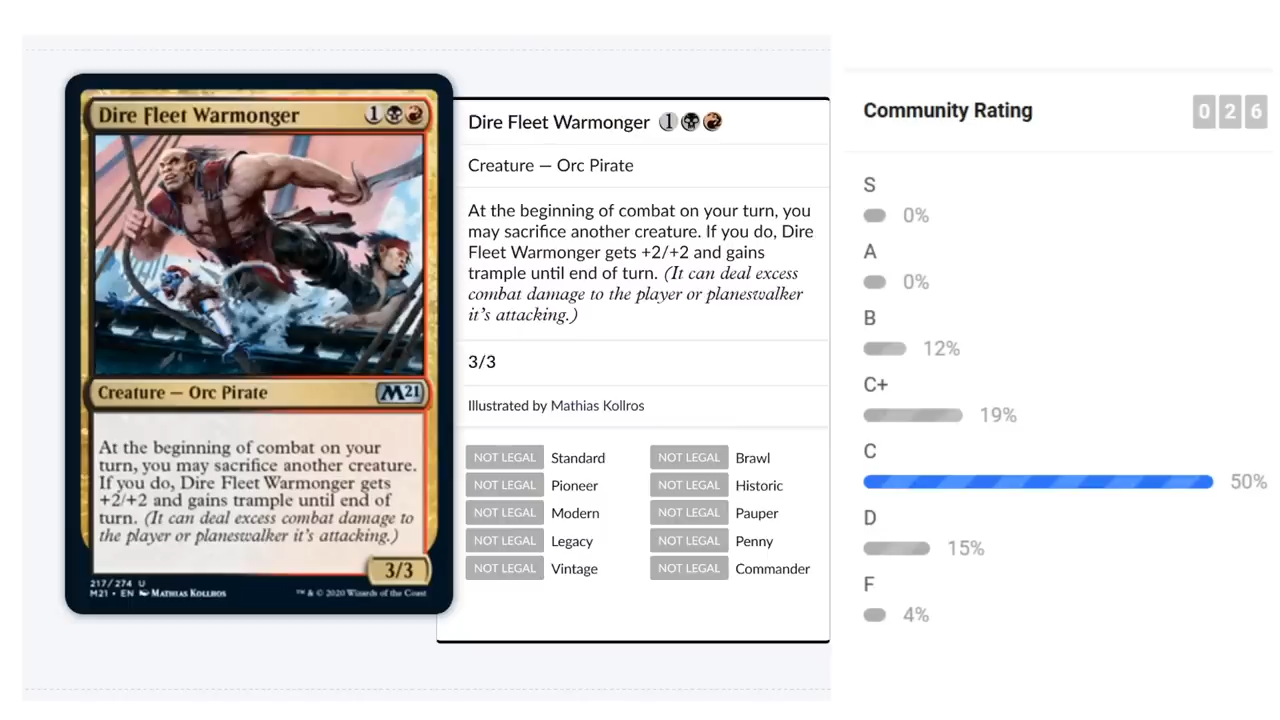 Dire Fleet Warmonger 1
Creature — Orc Pirate M21
At the beginning of combat on your
turn, you may sacrifice another creature.
If you do, Dire Fleet Warmonger gets
+2/+2 and gains trample until end of
turn. (It can deal excess combat damage to
the player or planeswalker it's attacking.)
3/3
217/274 U
M21 • EN Mathias Kollros ™ & © 2020 Wizards of the Coast
Dire Fleet Warmonger 1
Creature — Orc Pirate
At the beginning of combat on your turn, you
may sacrifice another creature. If you do, Dire
Fleet Warmonger gets +2/+2 and gains
trample until end of turn. (It can deal excess
combat damage to the player or planeswalker
it's attacking.)
3/3
Illustrated by Mathias Kollros
NOT LEGAL Standard NOT LEGAL Brawl
NOT LEGAL Pioneer NOT LEGAL Historic
NOT LEGAL Modern NOT LEGAL Pauper
NOT LEGAL Legacy NOT LEGAL Penny
NOT LEGAL Vintage NOT LEGAL Commander
Community Rating 0 2 6
S
0%
A
0%
B
12%
C+
19%
C
50%
D
15%
F
4%